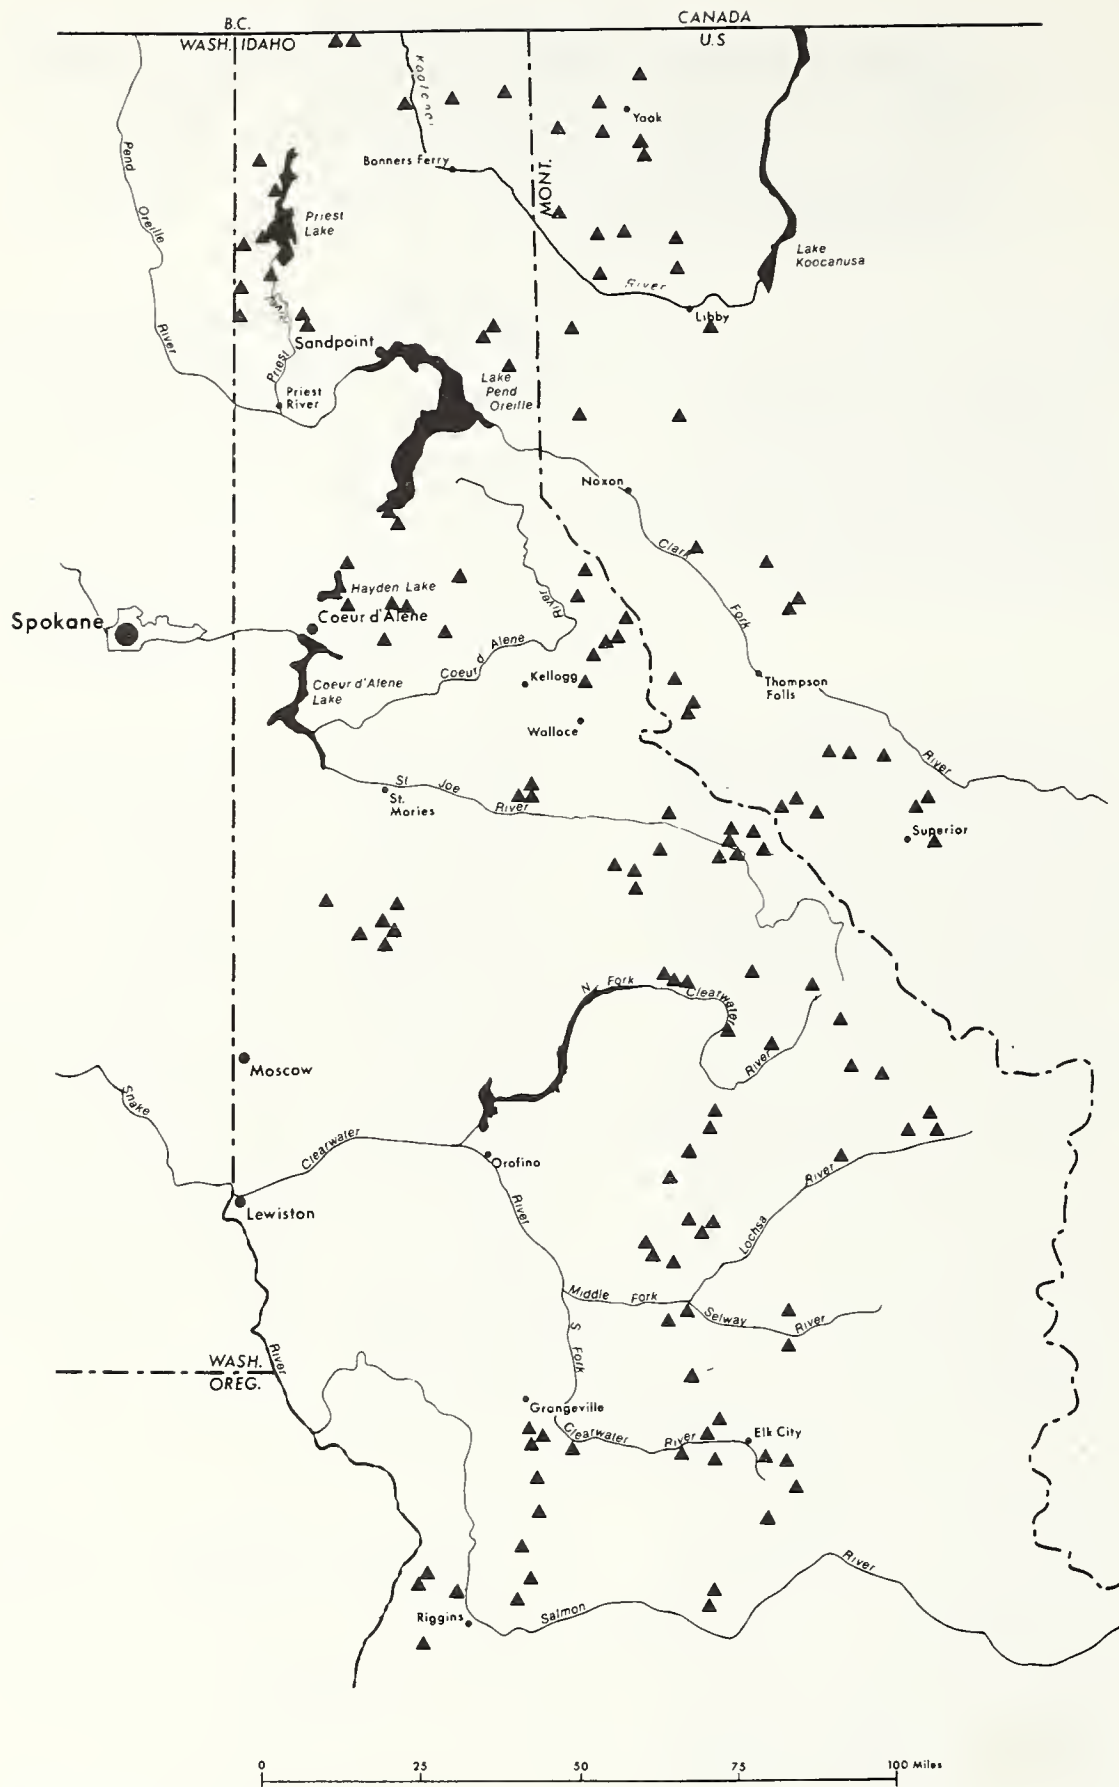 B.C.
CANADA
WASH. IDAHO
U.S
Kootenai
Yaak
Pend
Bonners Ferry
MONT.
Oreille
Priest
Lake
Lake
Koocanusa
River
Libby
River
Sandpoint
Priest
Priest
River
Lake
Pend
Oreille
Noxon
Clark
Hayden Lake
Spokane
Coeur d'Alene
River
Fork
Coeur d' Alene
Kellogg
Coeur d'Alene
Lake
Thompson
Falls
Wallace
River
St Joe
River
St.
Maries
Superior
N Fork
Clearwater
River
Moscow
Snake
Clearwater
Orofino
River
River
Lewiston
Lochsa
Middle Fork
Selway
River
S
Fork
River
WASH.
OREG.
Grangeville
Clearwater
River
Elk City
River
Riggins
Salmon
0 25 50 75 100 Miles